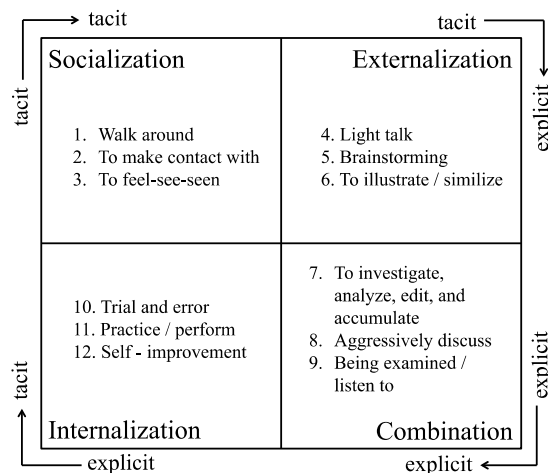 tacit
tacit
tacit
explicit
Socialization
1. Walk around
2. To make contact with
3. To feel-see-seen
Externalization
4. Light talk
5. Brainstorming
6. To illustrate / similize
10. Trial and error
11. Practice / perform
12. Self - improvement
Internalization
7. To investigate,
analyze, edit, and
accumulate
8. Aggressively discuss
9. Being examined /
listen to
Combination
tacit
explicit
explicit
explicit